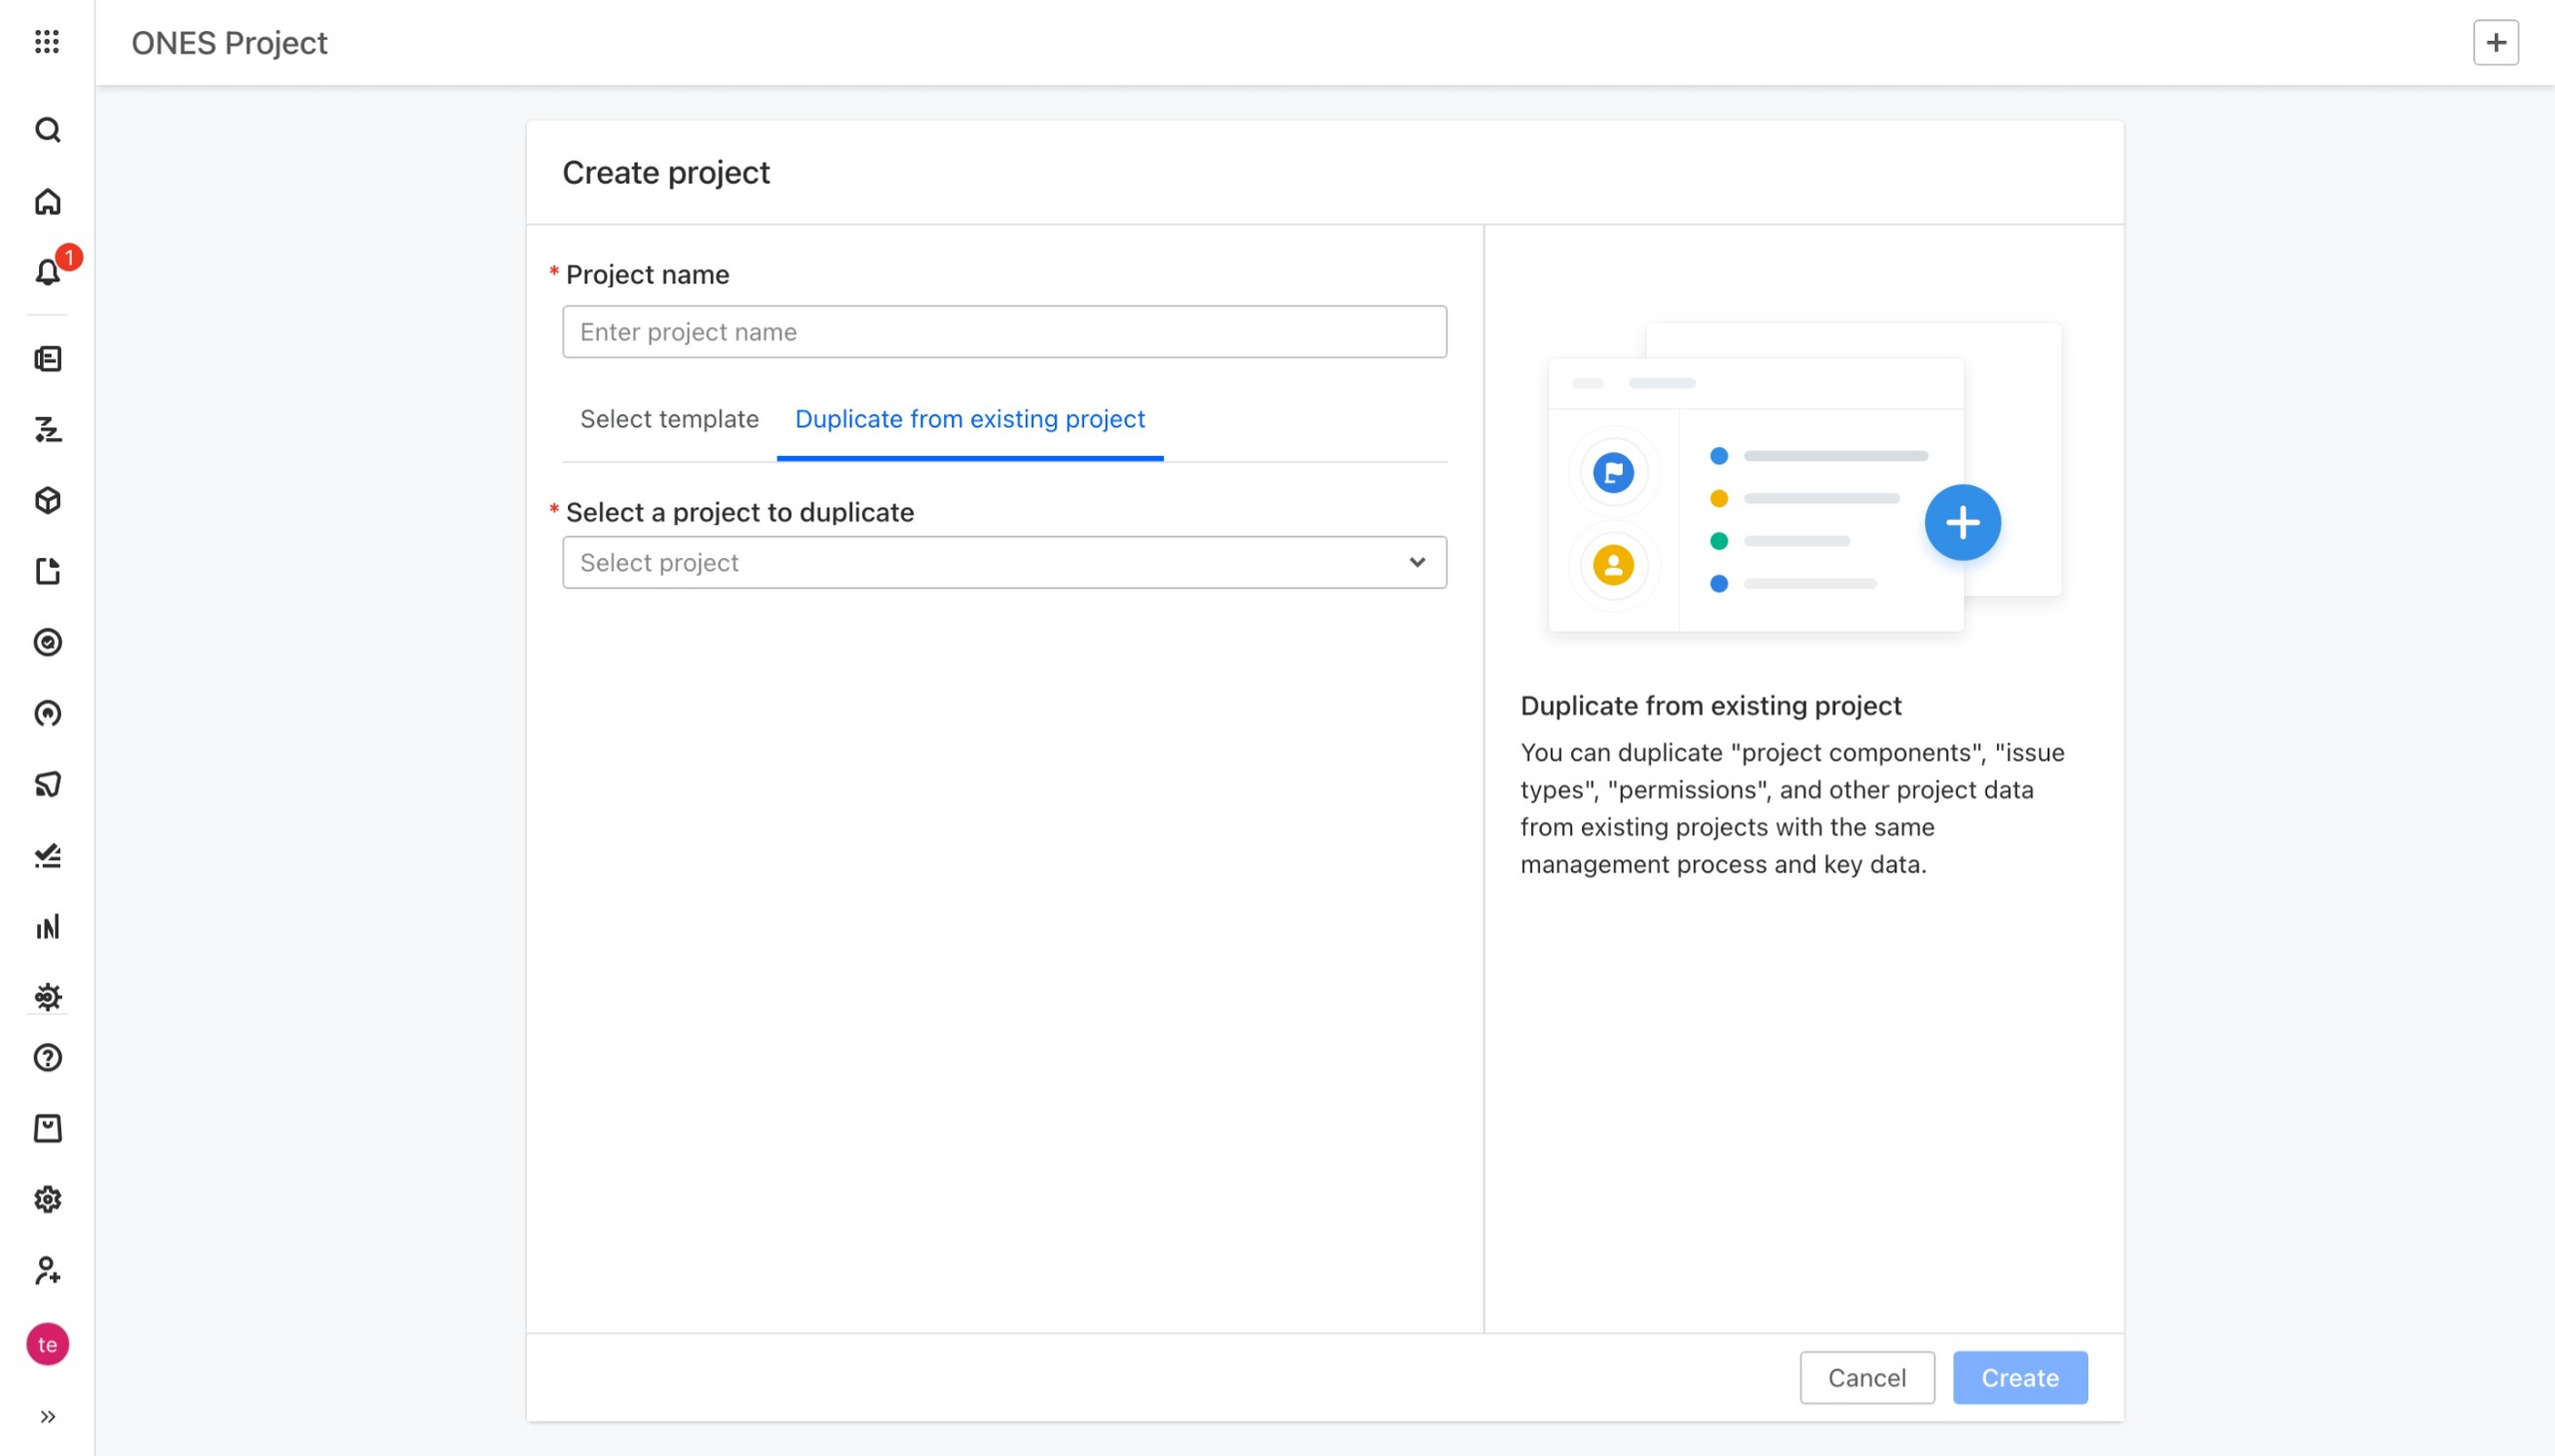 ONES Project
1
Create project
* Project name
Enter project name
Select template
Duplicate from existing project
* Select a project to duplicate
Select project
Duplicate from existing project
You can duplicate "project components", "issue
types", "permissions", and other project data
from existing projects with the same
management process and key data.
te
Cancel
Create